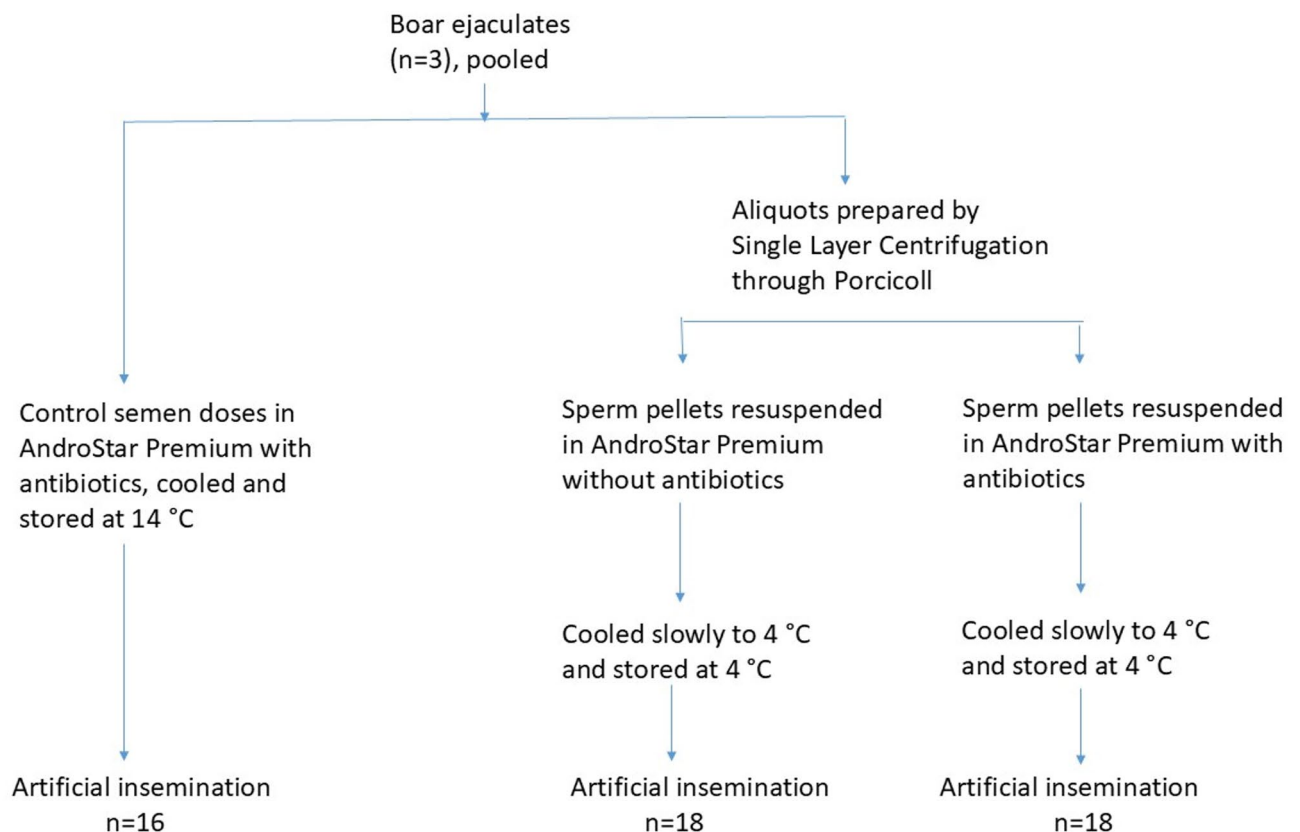 Boar ejaculates
(n=3), pooled
Aliquots prepared by
Single Layer Centrifugation
through Porcicoll
Control semen doses in
AndroStar Premium with
antibiotics, cooled and
stored at 14 °C
Sperm pellets resuspended
in AndroStar Premium
without antibiotics
Sperm pellets resuspended
in AndroStar Premium with
antibiotics
Cooled slowly to 4 °C
and stored at 4 °C
Cooled slowly to 4 °C
and stored at 4 °C
Artificial insemination
n=16
Artificial insemination
n=18
Artificial insemination
n=18